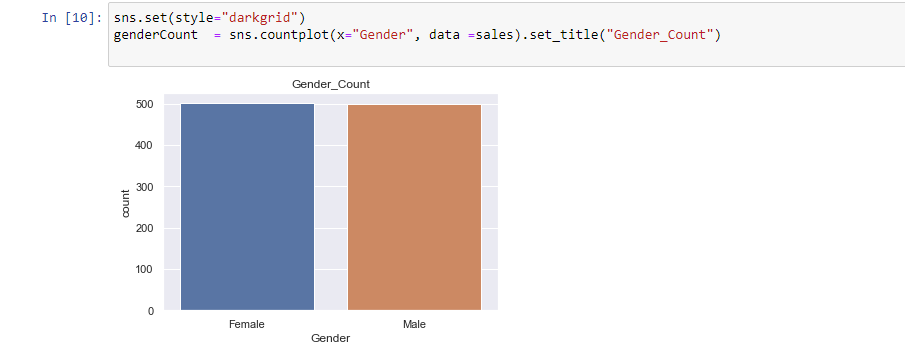 In [10]: sns.set(style="darkgrid")
genderCount  = sns.countplot(x="Gender", data =sales).set_title("Gender_Count")
Gender_Count
500
400
300
200
100
0
count
Female Male
Gender